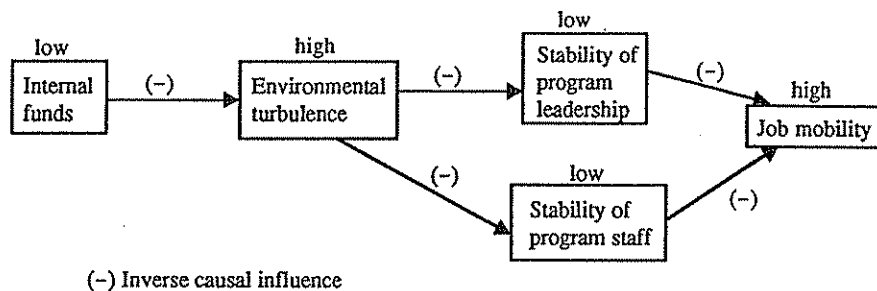 low
Internal
funds
(–)
high
Environmental
turbulence
(–)
low
Stability of
program
leadership
(–)
high
Job mobility
(–)
low
Stability of
program staff
(–)
(–) Inverse causal influence